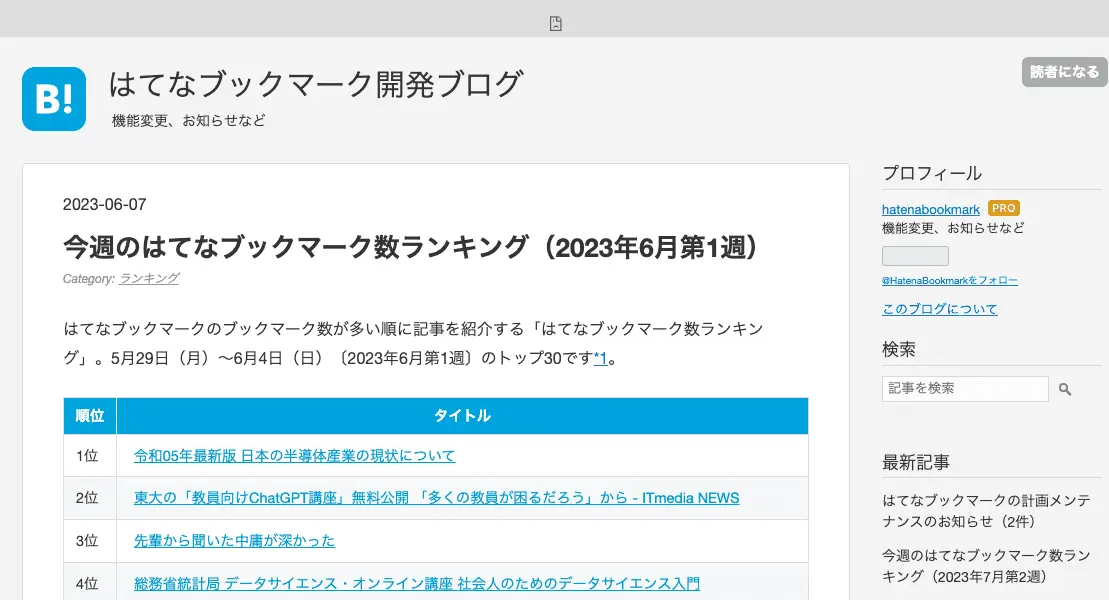 B!
はてなブックマーク開発ブログ
機能変更、お知らせなど
読者になる
2023-06-07
今週のはてなブックマーク数ランキング（2023年6月第1週）
Category: ランキング
はてなブックマークのブックマーク数が多い順に記事を紹介する「はてなブックマーク数ランキン
グ」。5月29日（月）〜6月4日（日）〔2023年6月第1週〕のトップ30です*1。
順位 タイトル
1位 令和05年最新版 日本の半導体産業の現状について
2位 東大の「教員向けChatGPT講座」無料公開 「多くの教員が困るだろう」から - ITmedia NEWS
3位 先輩から聞いた中庸が深かった
4位 総務省統計局 データサイエンス・オンライン講座 社会人のためのデータサイエンス入門
プロフィール
hatenabookmark PRO
機能変更、お知らせなど
@HatenaBookmarkをフォロー
このブログについて
検索
記事を検索
最新記事
はてなブックマークの計画メンテ
ナンスのお知らせ（2件）
今週のはてなブックマーク数ラン
キング（2023年7月第2週）